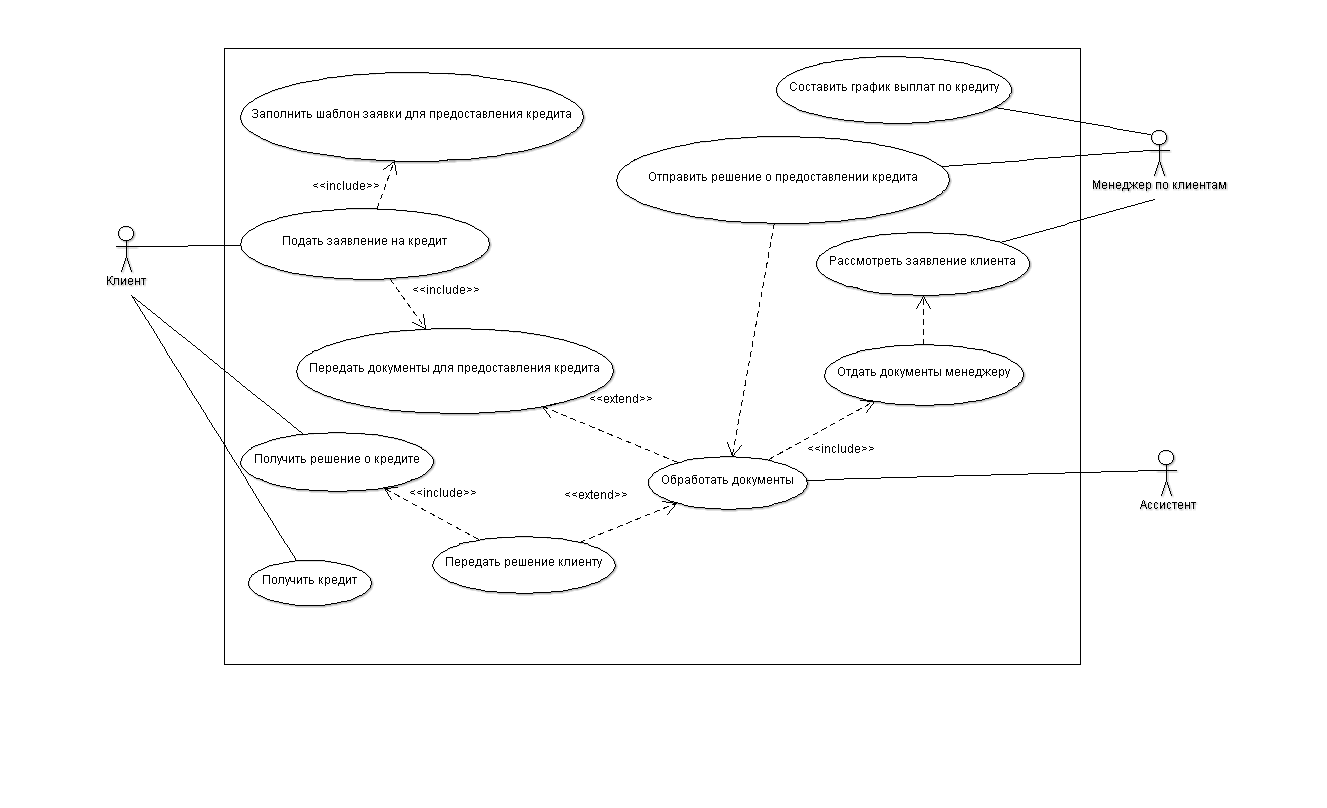 Составить график выплат по кредиту
Заполнить шаблон заявки для предоставления кредита
Отправить решение о предоставлении кредита
<<include>>
Менеджер по клиентам
Подать заявление на кредит
Рассмотреть заявление клиента
Клиент
<<include>>
Передать документы для предоставления кредита
Отдать документы менеджеру
<<extend>>
<<include>>
Получить решение о кредите
Обработать документы
<<include>>
<<extend>>
Ассистент
Передать решение клиенту
Получить кредит